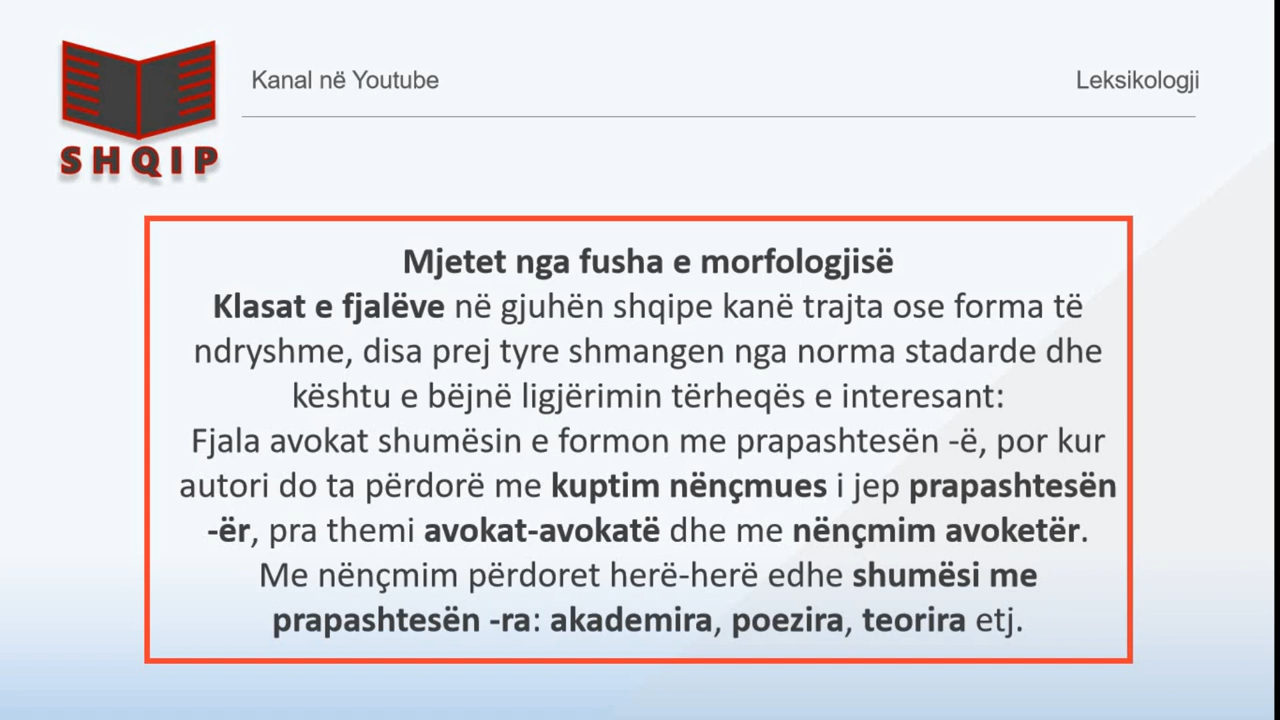 SHQIP
Kanal në Youtube
Leksikologji
Mjetet nga fusha e morfologjisë
Klasat e fjalëve në gjuhën shqipe kanë trajta ose forma të
ndryshme, disa prej tyre shmangen nga norma stadarde dhe
kështu e bëjnë ligjërimin tërheqës e interesant:
Fjala avokat shumësin e formon me prapashtesën -ë, por kur
autori do ta përdorë me kuptim nënçmues i jep prapashtesën
-ër, pra themi avokat-avokatë dhe me nënçmim avoketër.
Me nënçmim përdoret herë-herë edhe shumësi me
prapashtesën -ra: akademira, poezira, teorira etj.